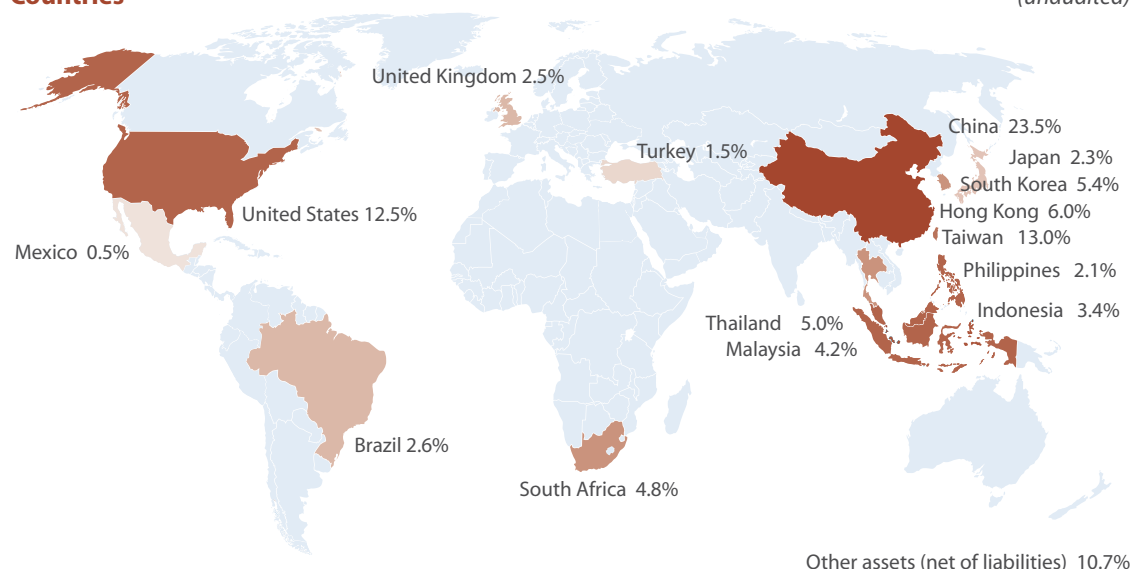 Countries
(unaudited)
United Kingdom 2.5%
China 23.5%
Turkey 1.5%
Japan 2.3%
South Korea 5.4%
United States 12.5%
Hong Kong 6.0%
Taiwan 13.0%
Mexico 0.5%
Philippines 2.1%
Indonesia 3.4%
Thailand 5.0%
Malaysia 4.2%
Brazil 2.6%
South Africa 4.8%
Other assets (net of liabilities) 10.7%